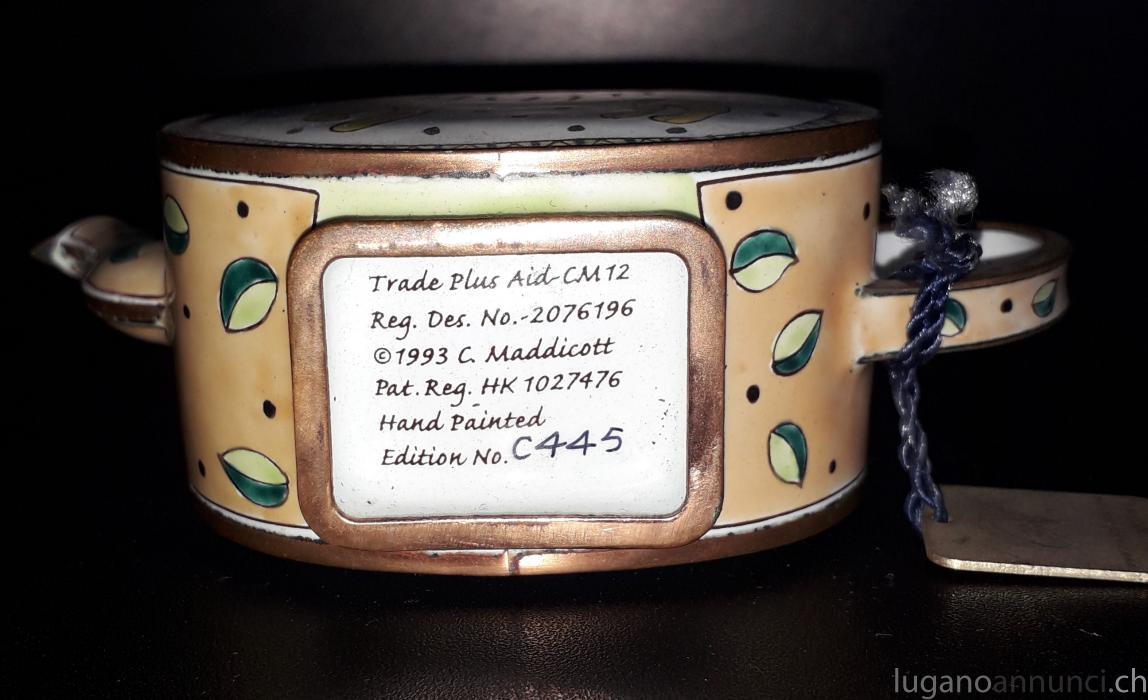 Trade Plus Aid-CM12
Reg. Des. No.-2076196
©1993 C. Maddicott
Pat. Reg. HK 1027476
Hand Painted
Edition No. C445
luganoannunci.ch